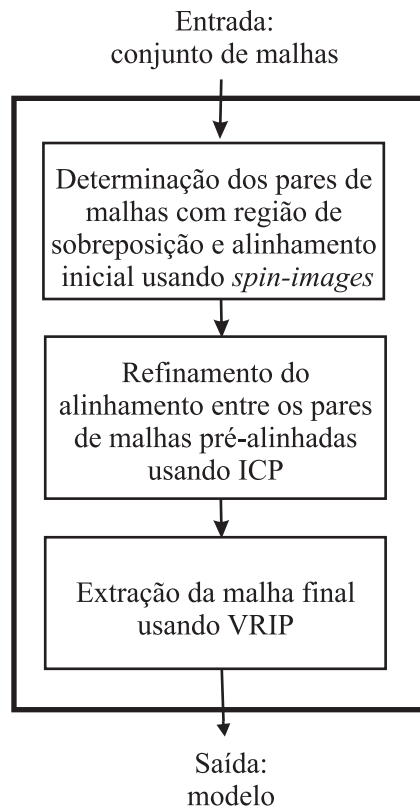 Entrada:
conjunto de malhas
Determinação dos pares de
malhas com região de
sobreposição e alinhamento
inicial usando spin-images
Refinamento do
alinhamento entre os pares
de malhas pré-alinhadas
usando ICP
Extração da malha final
usando VRIP
Saída:
modelo